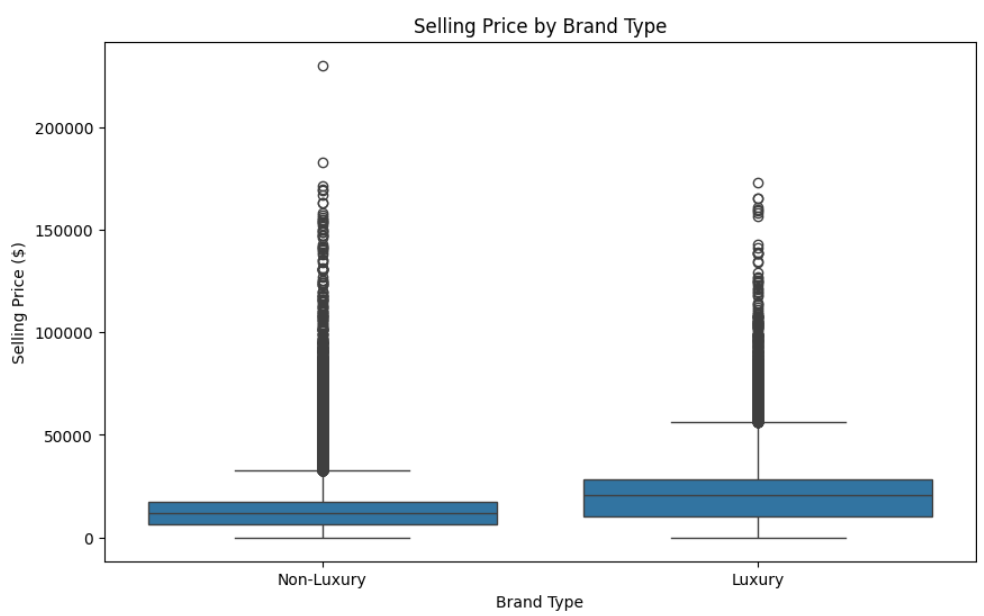 Selling Price by Brand Type
Selling Price ($)
200000
150000
100000
50000
0
Non-Luxury
Luxury
Brand Type